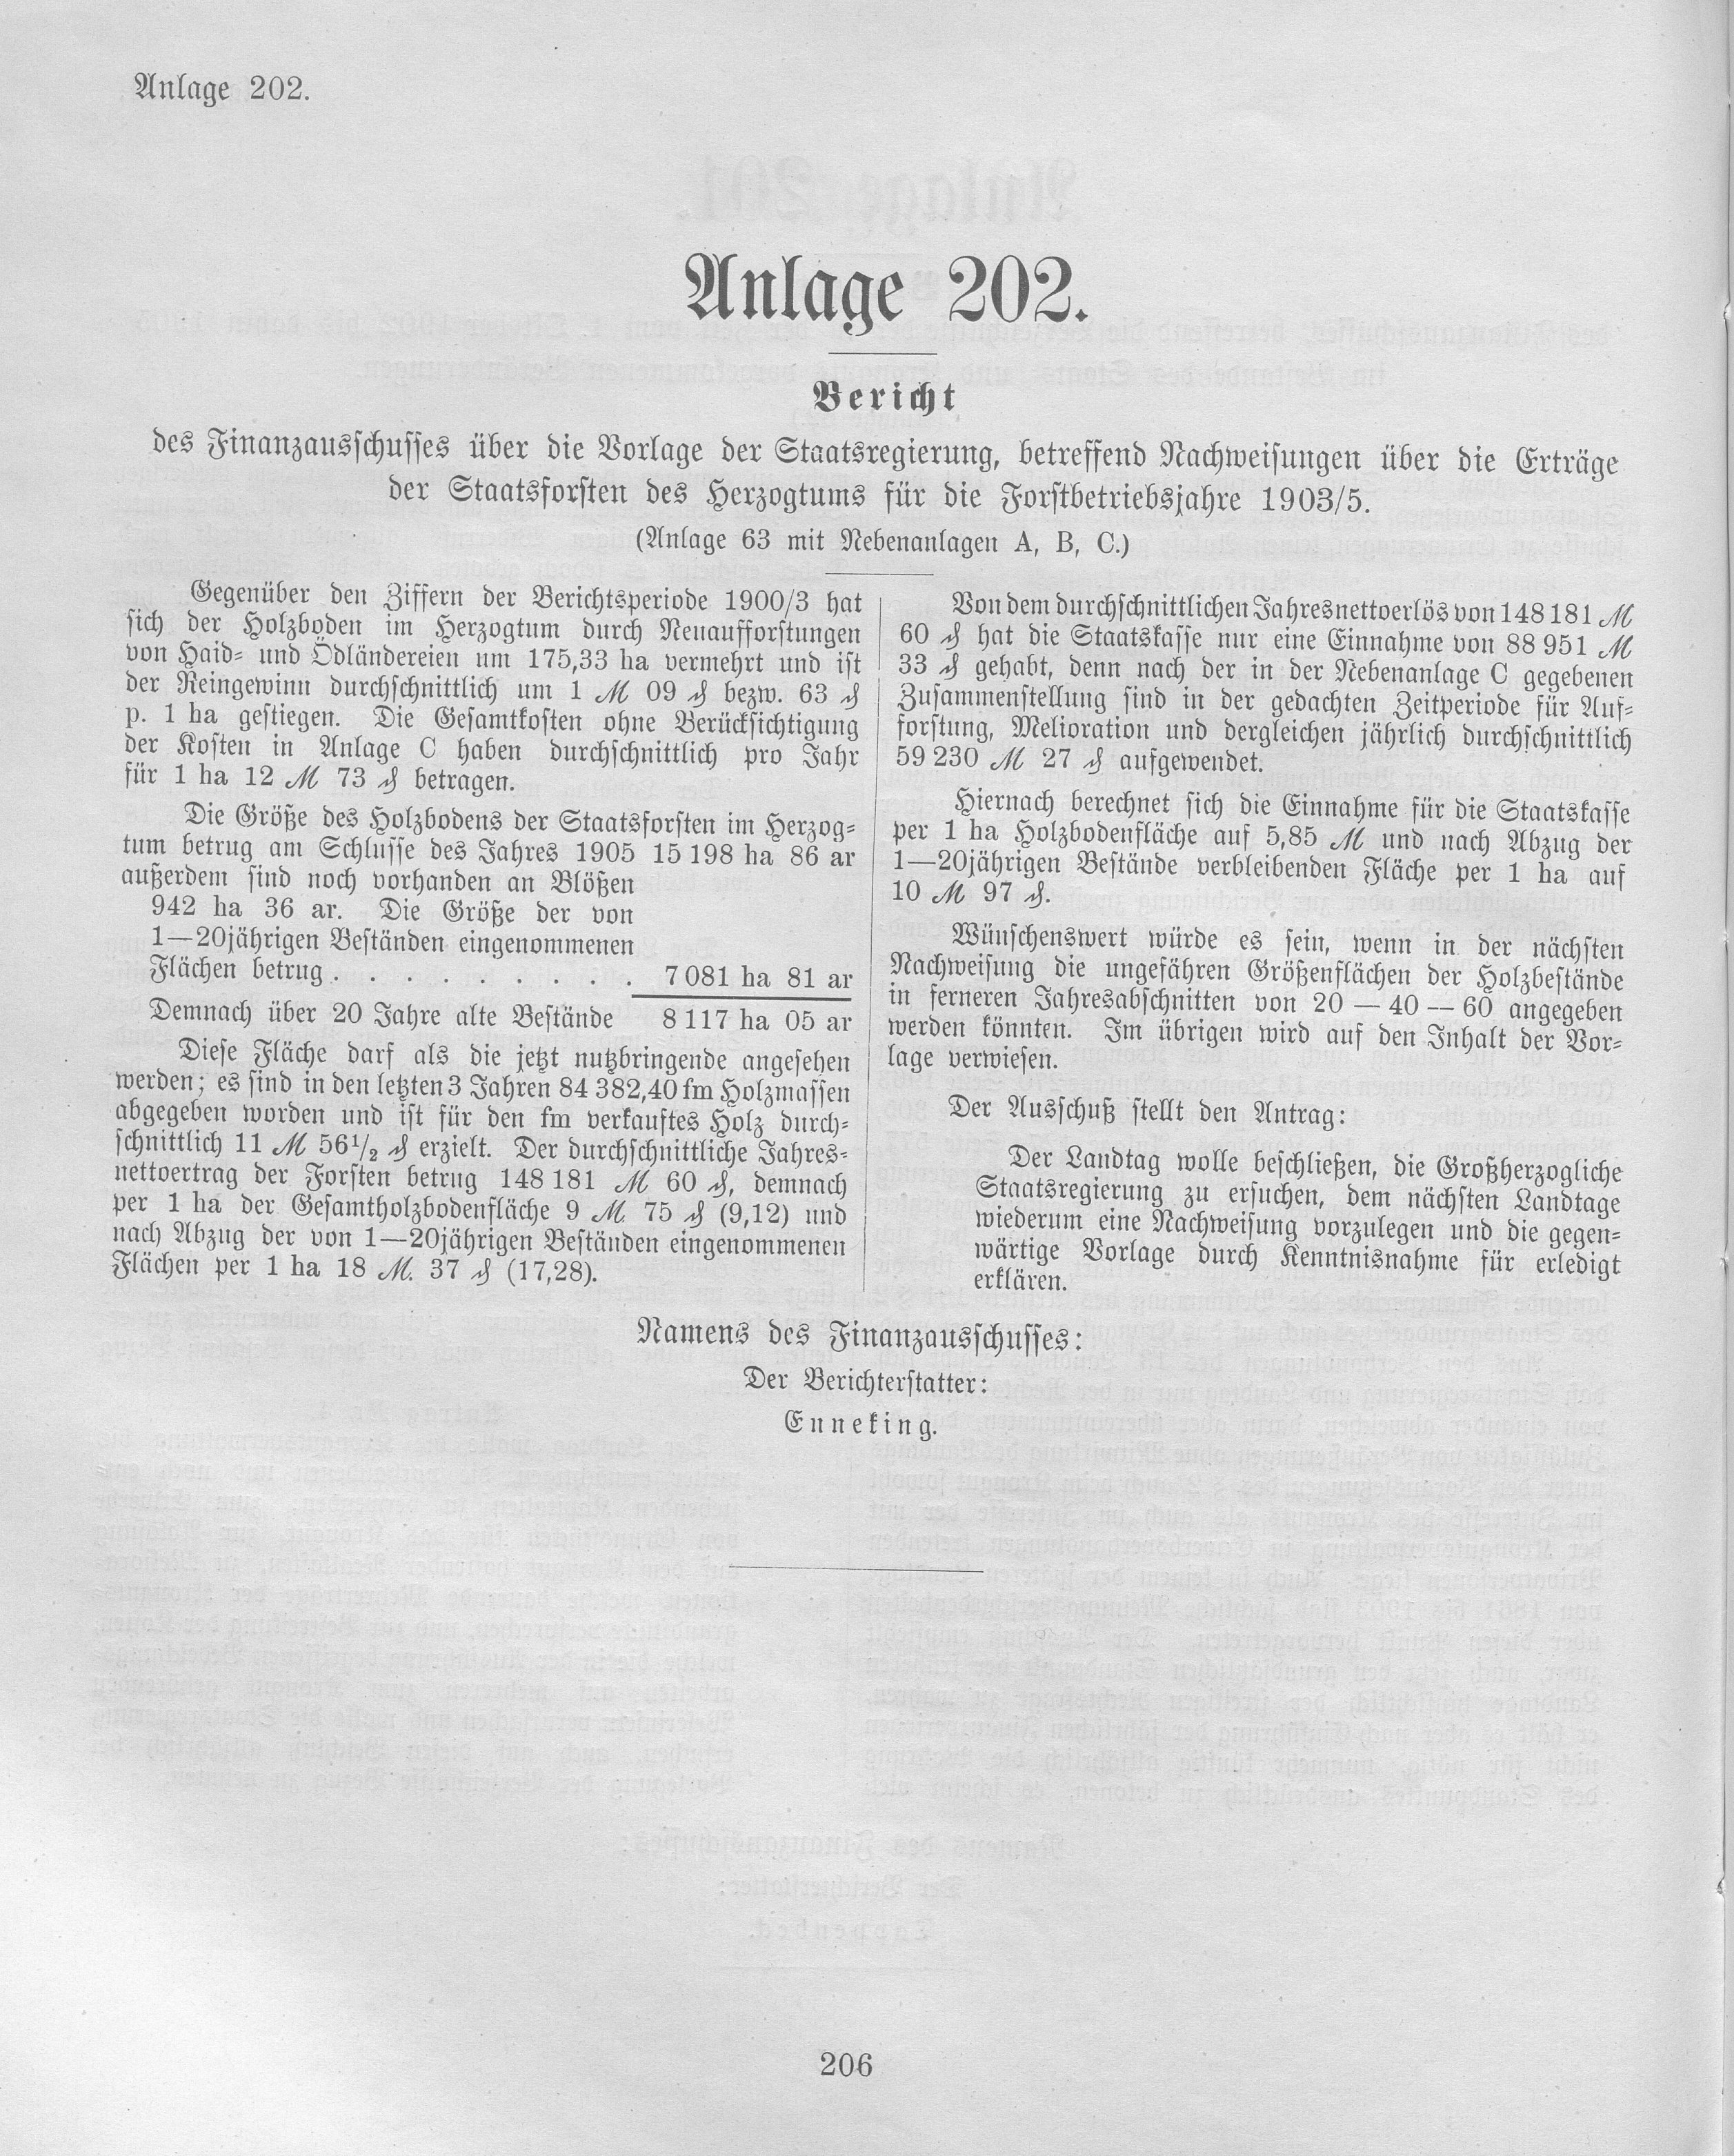 Anlage 202.
Anlage 202.
Bericht
des Finanzausschusses über die Vorlage der Staatsregierung, betreffend Nachweisungen über die Erträge
der Staatsforsten des Herzogtums für die Forstbetriebsjahre 1903/5.
(Anlage 63 mit Nebenanlagen A, B, C.)
Gegenüber den Ziffern der Berichtsperiode 1900/3 hat
sich der Holzboden im Herzogtum durch Neuaufforstungen
von Haid- und Ödländereien um 175,33 ha vermehrt und ist
der Reingewinn durchschnittlich um 1 ℳ 09 ₰ bezw. 63 ₰
p. 1 ha gestiegen. Die Gesamtkosten ohne Berücksichtigung
der Kosten in Anlage C haben durchschnittlich pro Jahr
für 1 ha 12 ℳ 73 ₰ betragen.
Die Größe des Holzbodens der Staatsforsten im Herzog-
tum betrug am Schlusse des Jahres 1905 15 198 ha 86 ar
außerdem sind noch vorhanden an Blößen
942 ha 36 ar. Die Größe der von
1—20jährigen Beständen eingenommenen
Flächen betrug . . . . . . . . . 7 081 ha 81 ar
Demnach über 20 Jahre alte Bestände 8 117 ha 05 ar
Diese Fläche darf als die jetzt nutzbringende angesehen
werden; es sind in den letzten 3 Jahren 84 382,40 fm Holzmassen
abgegeben worden und ist für den fm verkauftes Holz durch-
schnittlich 11 ℳ 56 1/2 ₰ erzielt. Der durchschnittliche Jahres-
nettoertrag der Forsten betrug 148 181 ℳ 60 ₰, demnach
per 1 ha der Gesamtholzbodenfläche 9 ℳ. 75 ₰ (9,12) und
nach Abzug der von 1—20jährigen Beständen eingenommenen
Flächen per 1 ha 18 ℳ. 37 ₰ (17,28).
Von dem durchschnittlichen Jahresnettoerlös von 148 181 ℳ
60 ₰ hat die Staatskasse nur eine Einnahme von 88 951 ℳ
33 ₰ gehabt, denn nach der in der Nebenanlage C gegebenen
Zusammenstellung sind in der gedachten Zeitperiode für Auf-
forstung, Melioration und dergleichen jährlich durchschnittlich
59 230 ℳ 27 ₰ aufgewendet.
Hiernach berechnet sich die Einnahme für die Staatskasse
per 1 ha Holzbodenfläche auf 5,85 ℳ und nach Abzug der
1—20jährigen Bestände verbleibenden Fläche per 1 ha auf
10 ℳ 97 ₰.
Wünschenswert würde es sein, wenn in der nächsten
Nachweisung die ungefähren Größenflächen der Holzbestände
in ferneren Jahresabschnitten von 20 — 40 — 60 angegeben
werden könnten. Im übrigen wird auf den Inhalt der Vor-
lage verwiesen.
Der Ausschuß stellt den Antrag:
Der Landtag wolle beschließen, die Großherzogliche
Staatsregierung zu ersuchen, dem nächsten Landtage
wiederum eine Nachweisung vorzulegen und die gegen-
wärtige Vorlage durch Kenntnisnahme für erledigt
erklären.
Namens des Finanzausschusses:
Der Berichterstatter:
Enneking.
206